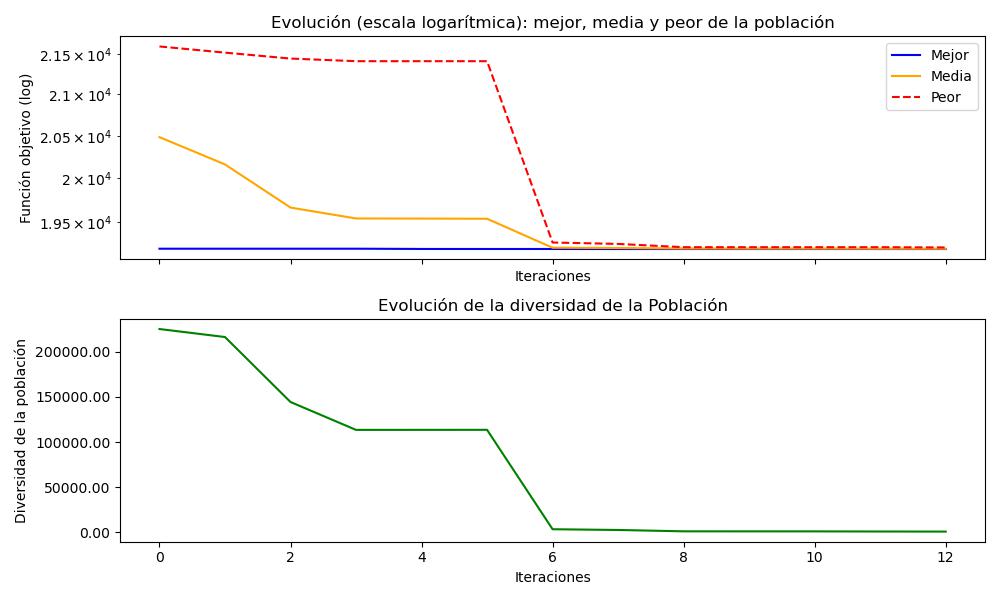 Evolución (escala logarítmica): mejor, media y peor de la población
Función objetivo (log)
2.15 × 10⁴
2.1 × 10⁴
2.05 × 10⁴
2 × 10⁴
1.95 × 10⁴
Mejor
Media
Peor
Iteraciones
Evolución de la diversidad de la Población
Diversidad de la población
200000.00
150000.00
100000.00
50000.00
0.00
0 2 4 6 8 10 12
Iteraciones